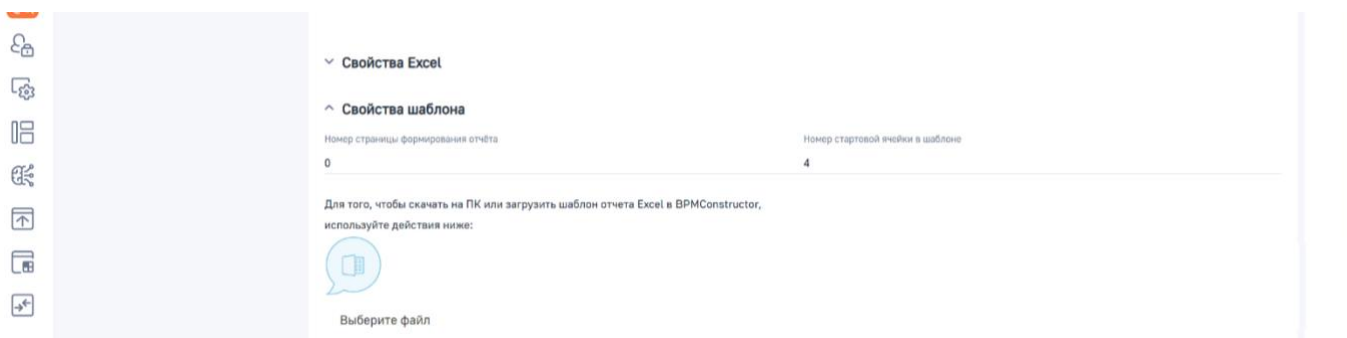 Свойства Excel
Свойства шаблона
Номер страницы формирования отчёта
Номер стартовой ячейки в шаблоне
0
4
Для того, чтобы скачать на ПК или загрузить шаблон отчета Excel в BPMConstructor,
используйте действия ниже:
Выберите файл